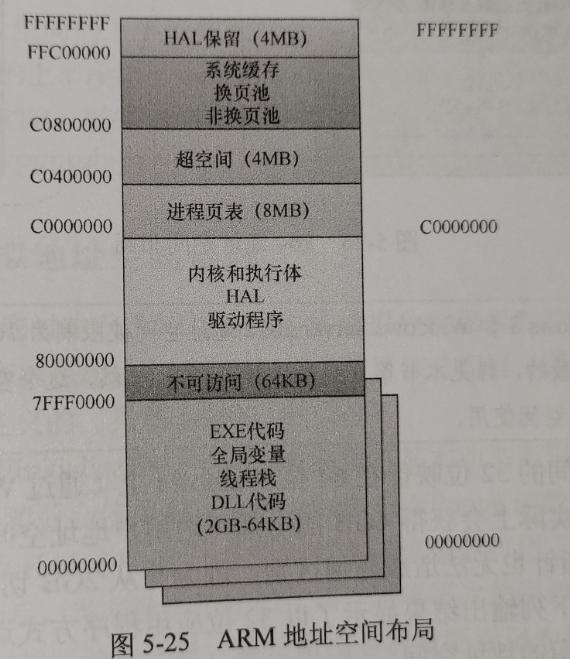 FFFFFFFF
HAL保留（4MB）
FFFFFFFF
FFC00000
系统缓存
换页池
非换页池
C0800000
超空间（4MB）
C0400000
进程页表（8MB）
C0000000
C0000000
内核和执行体
HAL
驱动程序
80000000
不可访问（64KB）
7FFF0000
EXE代码
全局变量
线程栈
DLL代码
(2GB-64KB)
00000000
00000000
图 5-25 ARM 地址空间布局